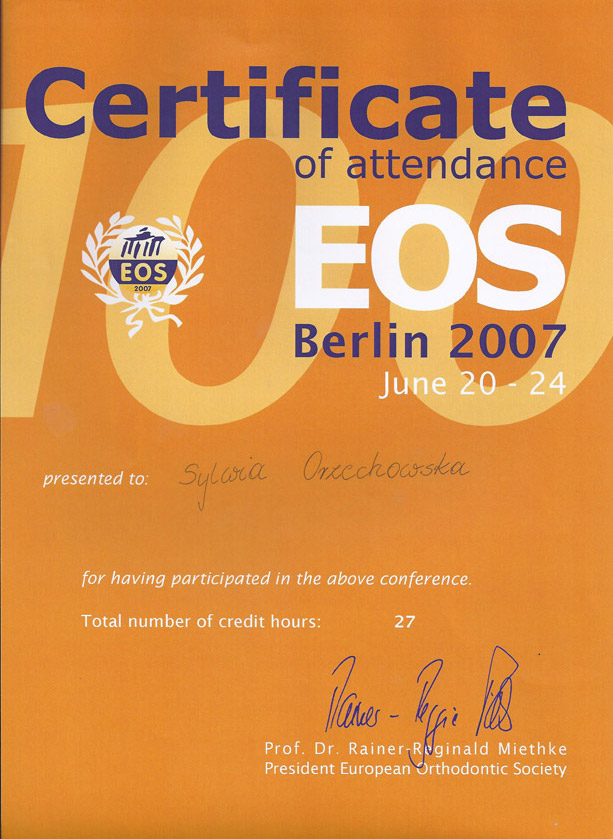 100
Certificate
of attendance
EOS
EOS
2007
Berlin 2007
June 20 - 24
presented to: Sylwia Orzechowska
for having participated in the above conference.
Total number of credit hours: 27
Prof. Dr. Rainer-Reginald Miethke
President European Orthodontic Society